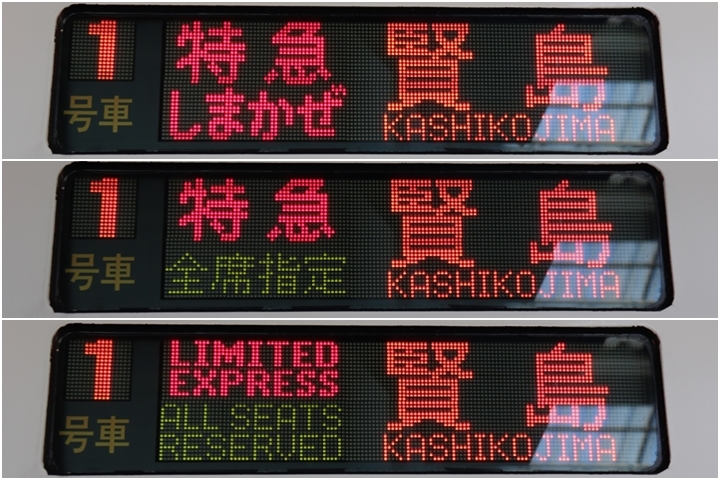 1
号車
特急
しまかぜ
賢島
KASHIKOJIMA
1
号車
特急
全席指定
賢島
KASHIKOJIMA
1
号車
LIMITED
EXPRESS
ALL SEATS
RESERVED
賢島
KASHIKOJIMA